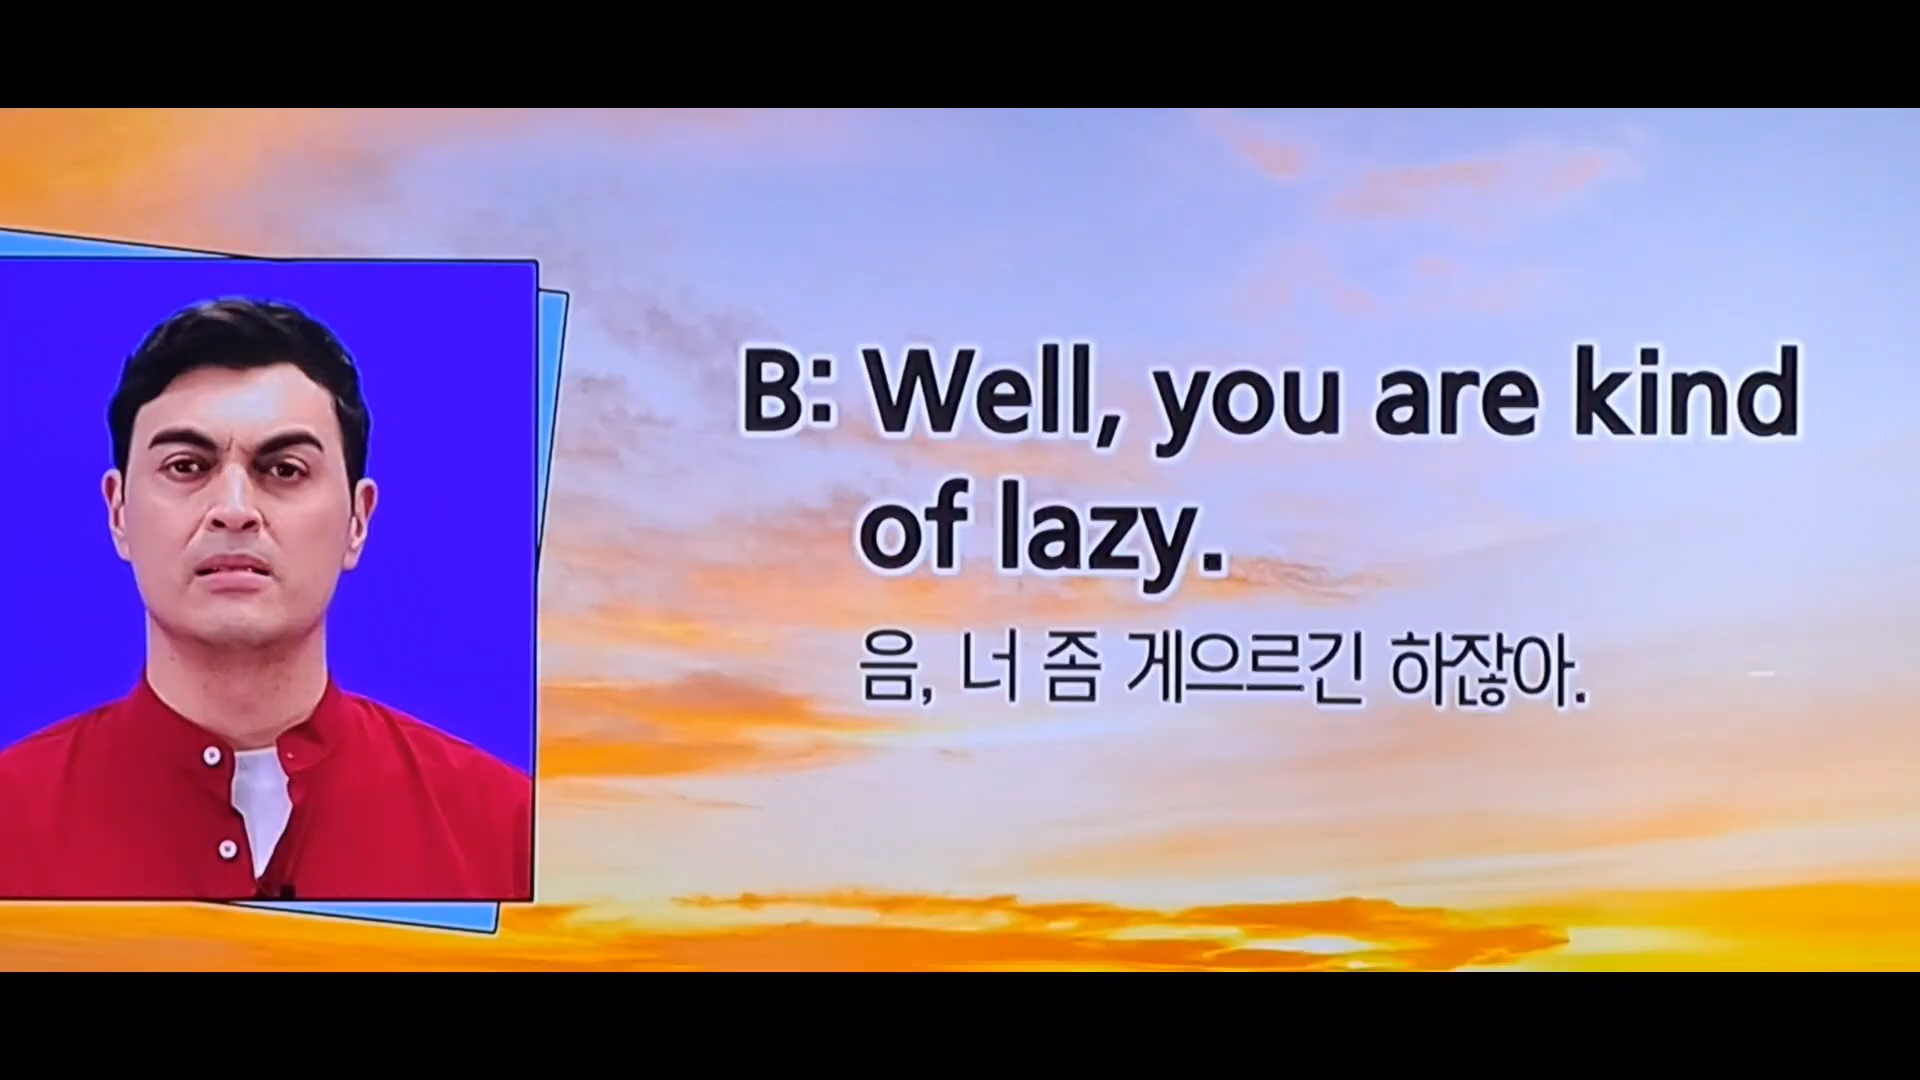 B: Well, you are kind
of lazy.
음, 너 좀 게으르긴 하잖아.